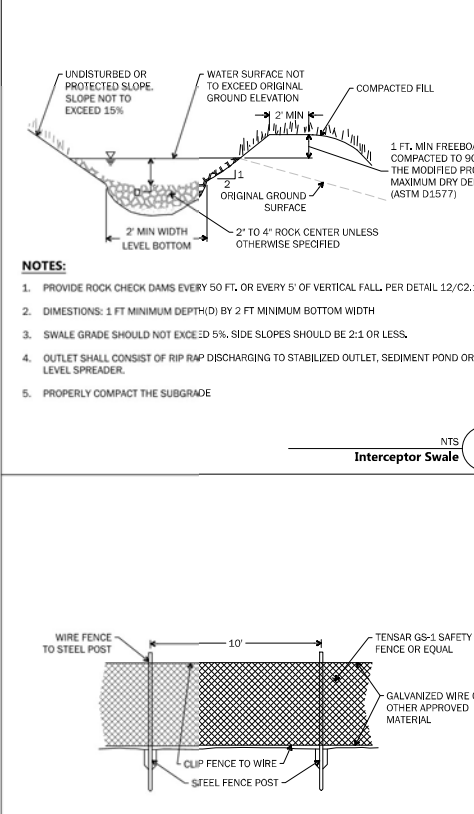 UNDISTURBED OR
PROTECTED SLOPE.
SLOPE NOT TO
EXCEED 15%
WATER SURFACE NOT
TO EXCEED ORIGINAL
GROUND ELEVATION
COMPACTED FILL
2' MIN
1 FT. MIN FREEBOA
COMPACTED TO 90
THE MODIFIED PRO
MAXIMUM DRY DE
(ASTM D1577)
1
2
D
ORIGINAL GROUND
SURFACE
2' MIN WIDTH
LEVEL BOTTOM
2" TO 4" ROCK CENTER UNLESS
OTHERWISE SPECIFIED
NOTES:
1. PROVIDE ROCK CHECK DAMS EVERY 50 FT. OR EVERY 5' OF VERTICAL FALL. PER DETAIL 12/C2.
2. DIMESTIONS: 1 FT MINIMUM DEPTH(D) BY 2 FT MINIMUM BOTTOM WIDTH
3. SWALE GRADE SHOULD NOT EXCEED 5%. SIDE SLOPES SHOULD BE 2:1 OR LESS.
4. OUTLET SHALL CONSIST OF RIP RAP DISCHARGING TO STABILIZED OUTLET, SEDIMENT POND OR
LEVEL SPREADER.
5. PROPERLY COMPACT THE SUBGRADE
NTS
Interceptor Swale
WIRE FENCE
TO STEEL POST
10'
TENSAR GS-1 SAFETY
FENCE OR EQUAL
GALVANIZED WIRE
OTHER APPROVED
MATERIAL
CLIP FENCE TO WIRE
STEEL FENCE POST